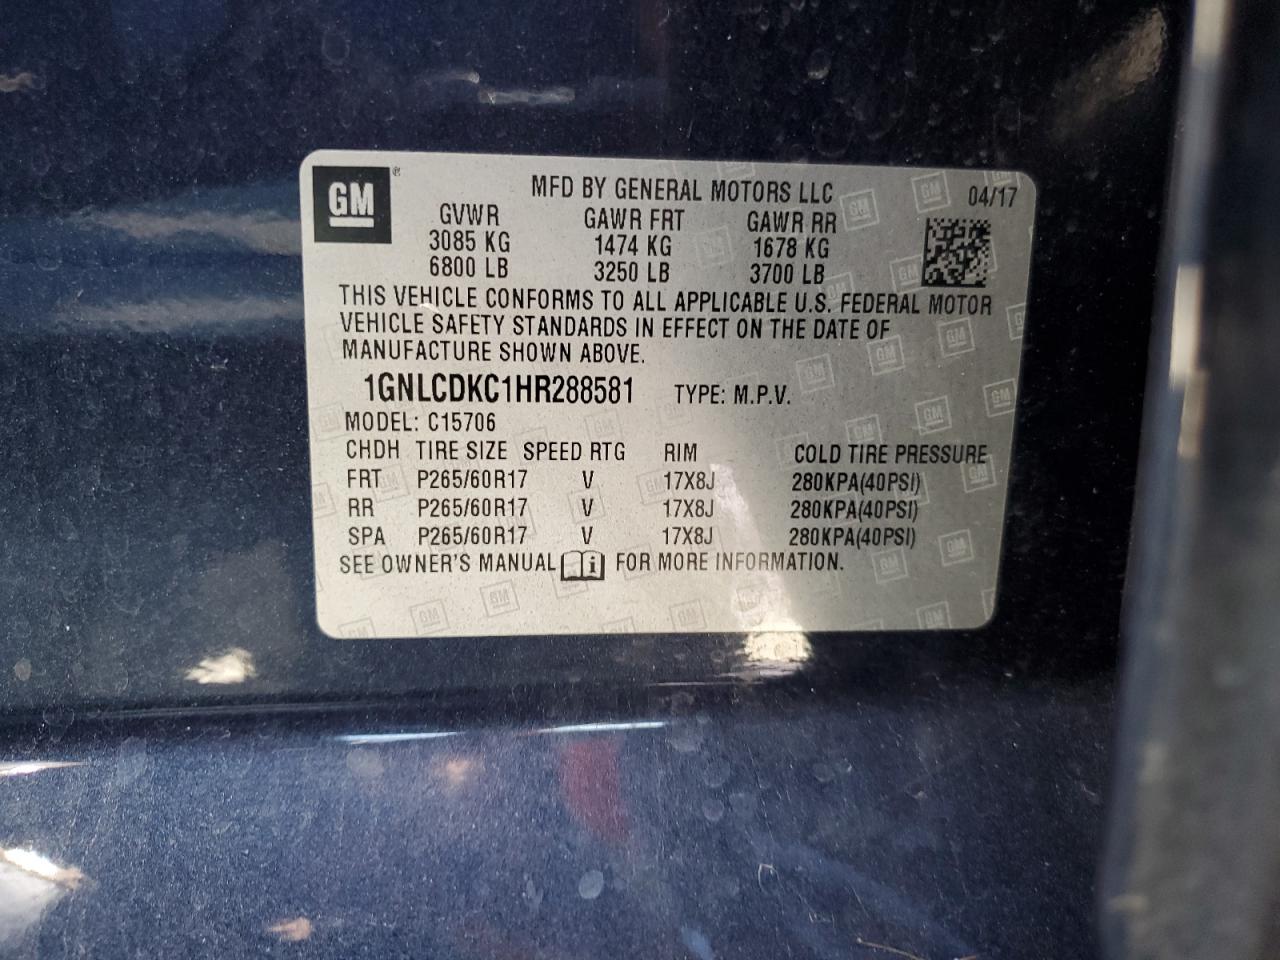 GM®
MFD BY GENERAL MOTORS LLC 04/17
GVWR GAWR FRT GAWR RR
3085 KG 1474 KG 1678 KG
6800 LB 3250 LB 3700 LB
THIS VEHICLE CONFORMS TO ALL APPLICABLE U.S. FEDERAL MOTOR
VEHICLE SAFETY STANDARDS IN EFFECT ON THE DATE OF
MANUFACTURE SHOWN ABOVE.
1GNLCDKC1HR288581 TYPE: M.P.V.
MODEL: C15706
CHDH TIRE SIZE SPEED RTG RIM COLD TIRE PRESSURE
FRT P265/60R17 V 17X8J 280KPA(40PSI)
RR P265/60R17 V 17X8J 280KPA(40PSI)
SPA P265/60R17 V 17X8J 280KPA(40PSI)
SEE OWNER'S MANUAL i FOR MORE INFORMATION.